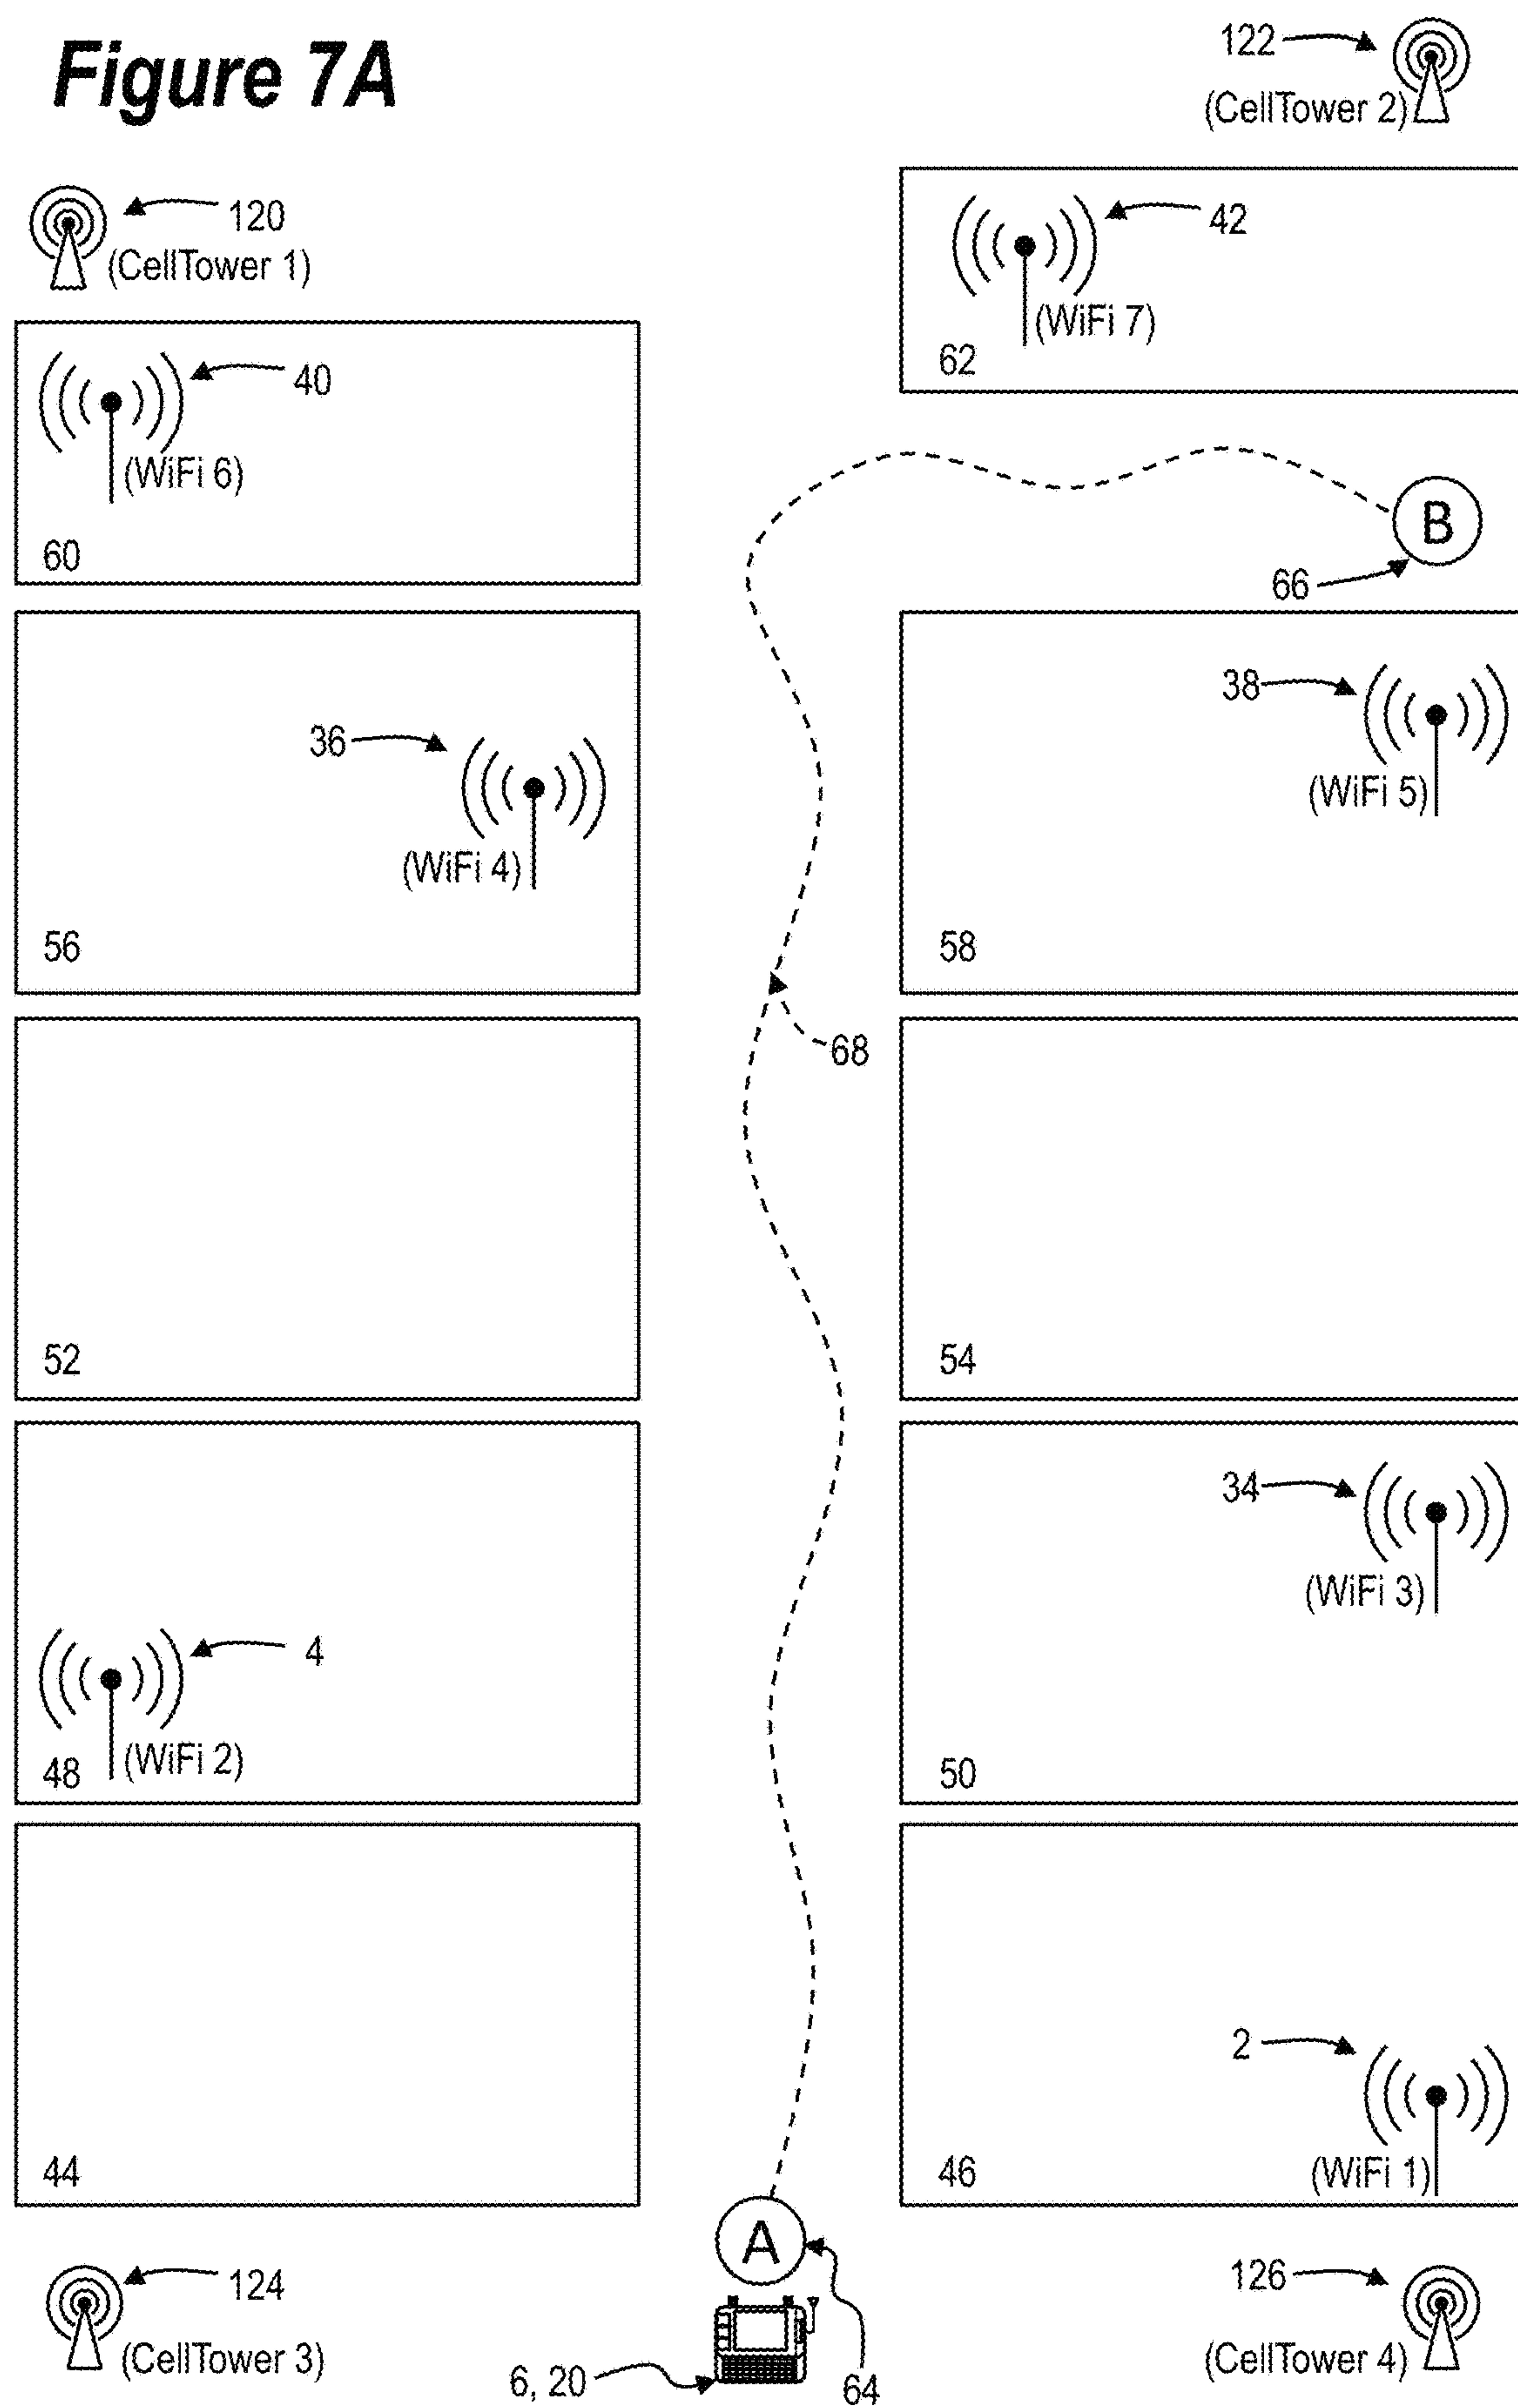 Figure 7A
122
(CellTower 2)
120
(CellTower 1)
42
(WiFi 7)
62
40
(WiFi 6)
60
B
66
38
(WiFi 5)
36
(WiFi 4)
56
58
68
52
54
34
(WiFi 3)
4
(WiFi 2)
48
50
2
(WiFi 1)
44
46
A
124
(CellTower 3)
126
(CellTower 4)
6, 20
64